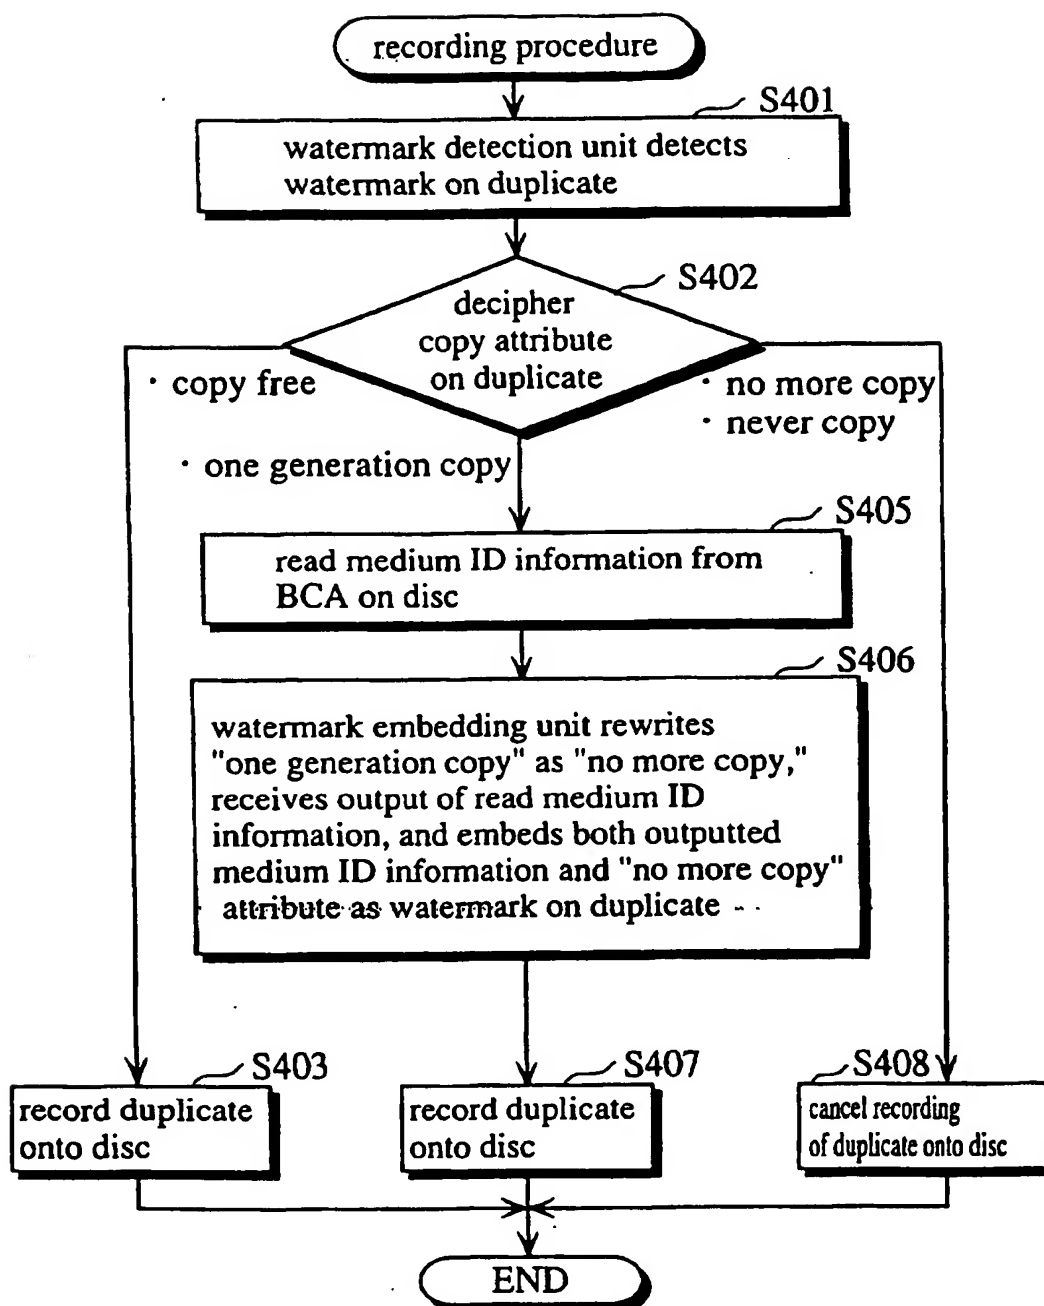 recording procedure
S401
watermark detection unit detects
watermark on duplicate
S402
decipher
copy attribute
on duplicate
· copy free
· no more copy
· never copy
· one generation copy
S405
read medium ID information from
BCA on disc
S406
watermark embedding unit rewrites
"one generation copy" as "no more copy,"
receives output of read medium ID
information, and embeds both outputted
medium ID information and "no more copy"
attribute as watermark on duplicate
S403
record duplicate
onto disc
S407
record duplicate
onto disc
S408
cancel recording
of duplicate onto disc
END